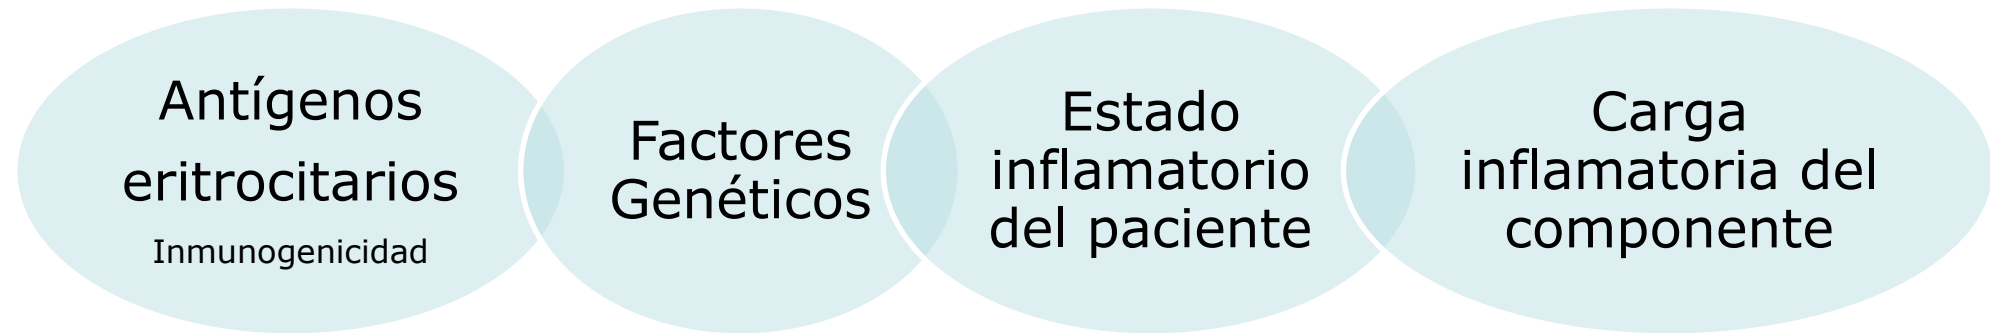 Antígenos
eritrocitarios
Inmunogenicidad
Factores
Genéticos
Estado
inflamatorio
del paciente
Carga
inflamatoria del
componente